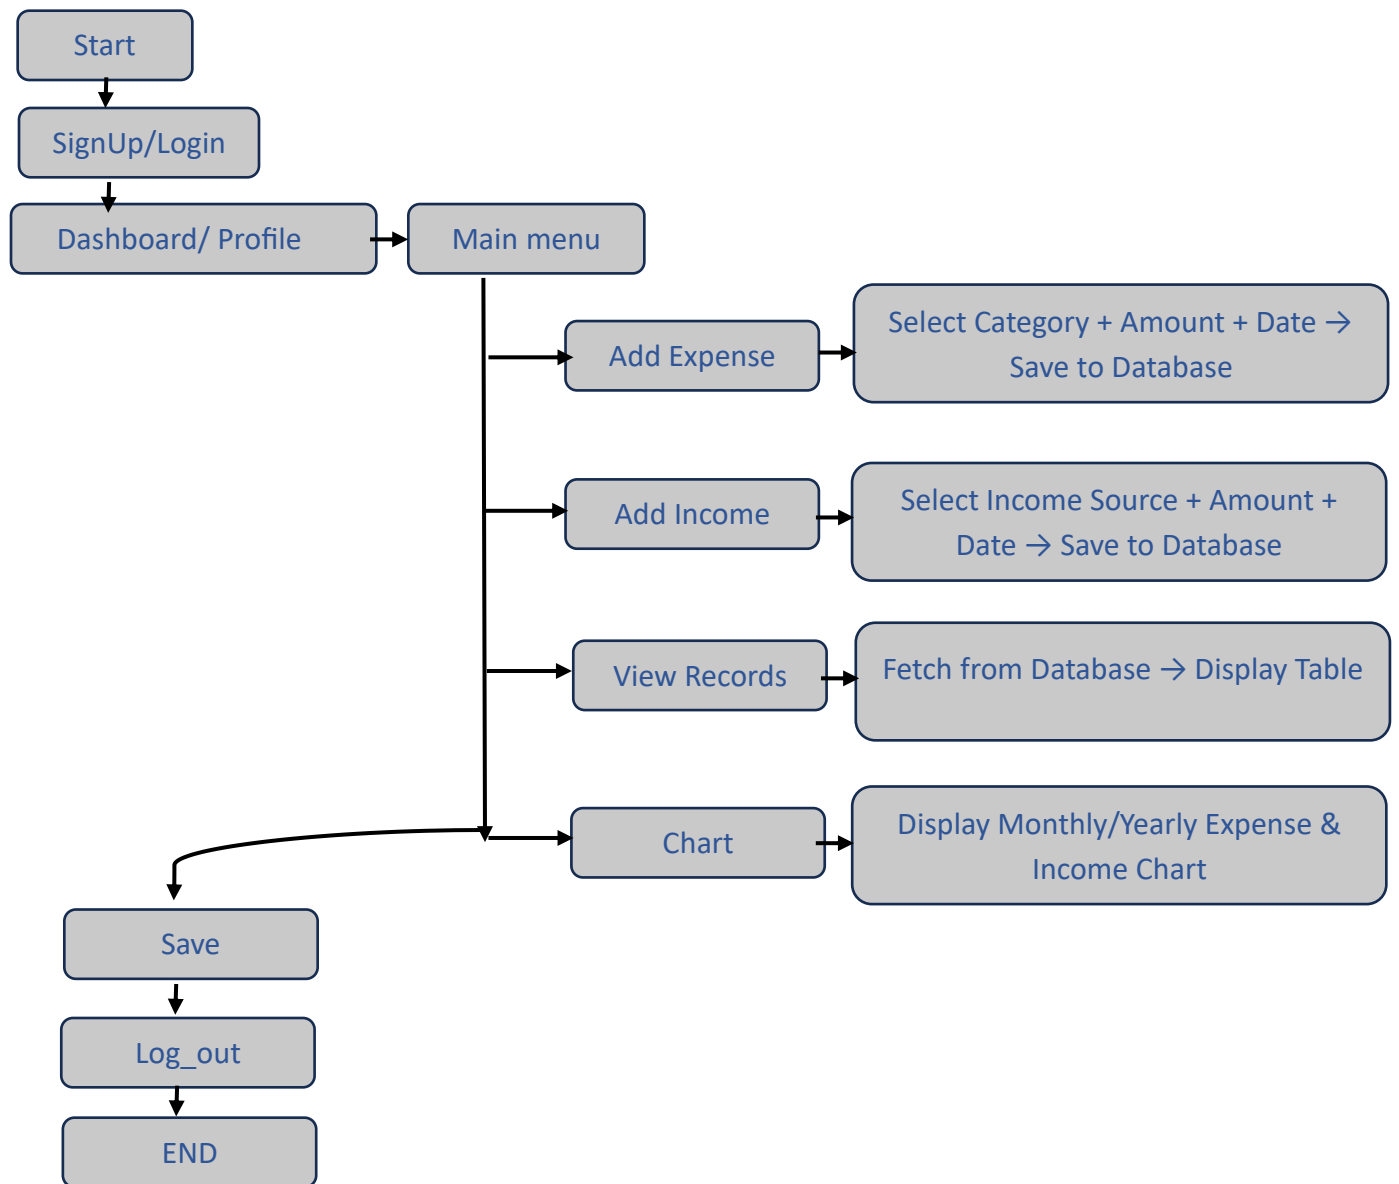 Start
SignUp/Login
Dashboard/ Profile
Main menu
Add Expense
Select Category + Amount + Date →
Save to Database
Add Income
Select Income Source + Amount +
Date → Save to Database
View Records
Fetch from Database → Display Table
Chart
Display Monthly/Yearly Expense &
Income Chart
Save
Log_out
END